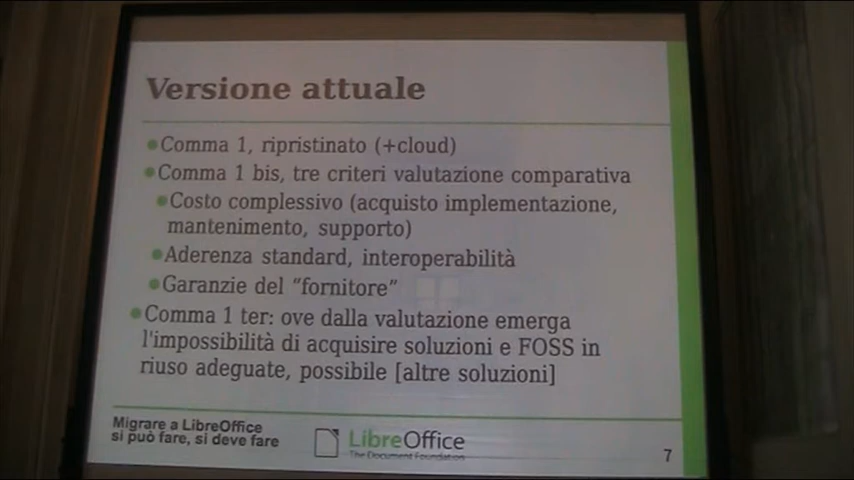 Versione attuale
Comma 1, ripristinato (+cloud)
Comma 1 bis, tre criteri valutazione comparativa
Costo complessivo (acquisto implementazione,
mantenimento, supporto)
Aderenza standard, interoperabilità
Garanzie del “fornitore”
Comma 1 ter: ove dalla valutazione emerga
l'impossibilità di acquisire soluzioni e FOSS in
riuso adeguate, possibile [altre soluzioni]
Migrare a LibreOffice
si può fare, si deve fare
LibreOffice
The Document Foundation
7